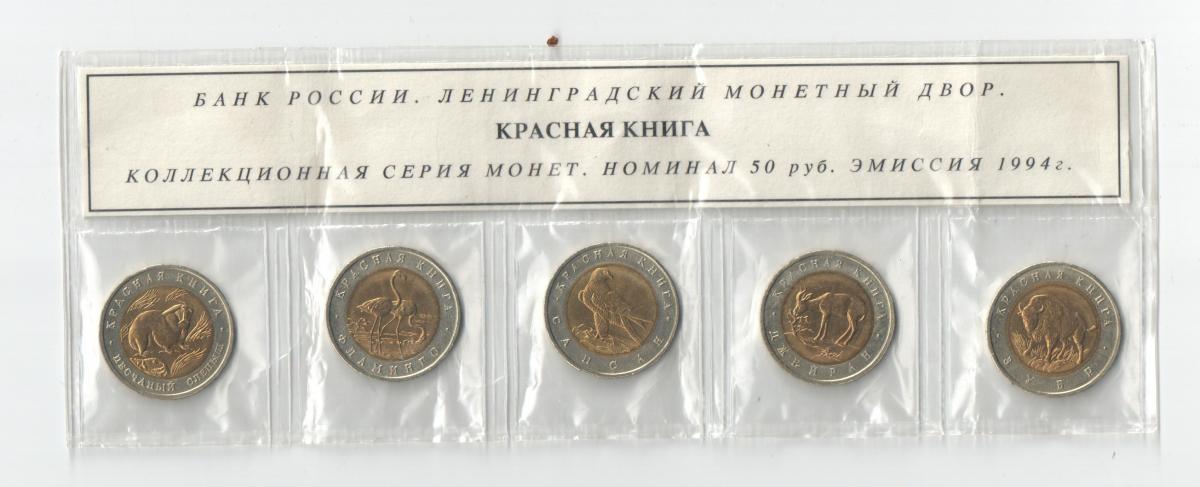 БАНК РОССИИ. ЛЕНИНГРАДСКИЙ МОНЕТНЫЙ ДВОР.
КРАСНАЯ КНИГА
КОЛЛЕКЦИОННАЯ СЕРИЯ МОНЕТ. НОМИНАЛ 50 руб. ЭМИССИЯ 1994г.
КРАСНАЯ КНИГА
ПЕСЧАНЫЙ СЛЕПЫШ
КРАСНАЯ КНИГА
ФЛАМИНГО
КРАСНАЯ КНИГА
САПСАН
КРАСНАЯ КНИГА
ДЖЕЙРАН
КРАСНАЯ КНИГА
ЗУБР